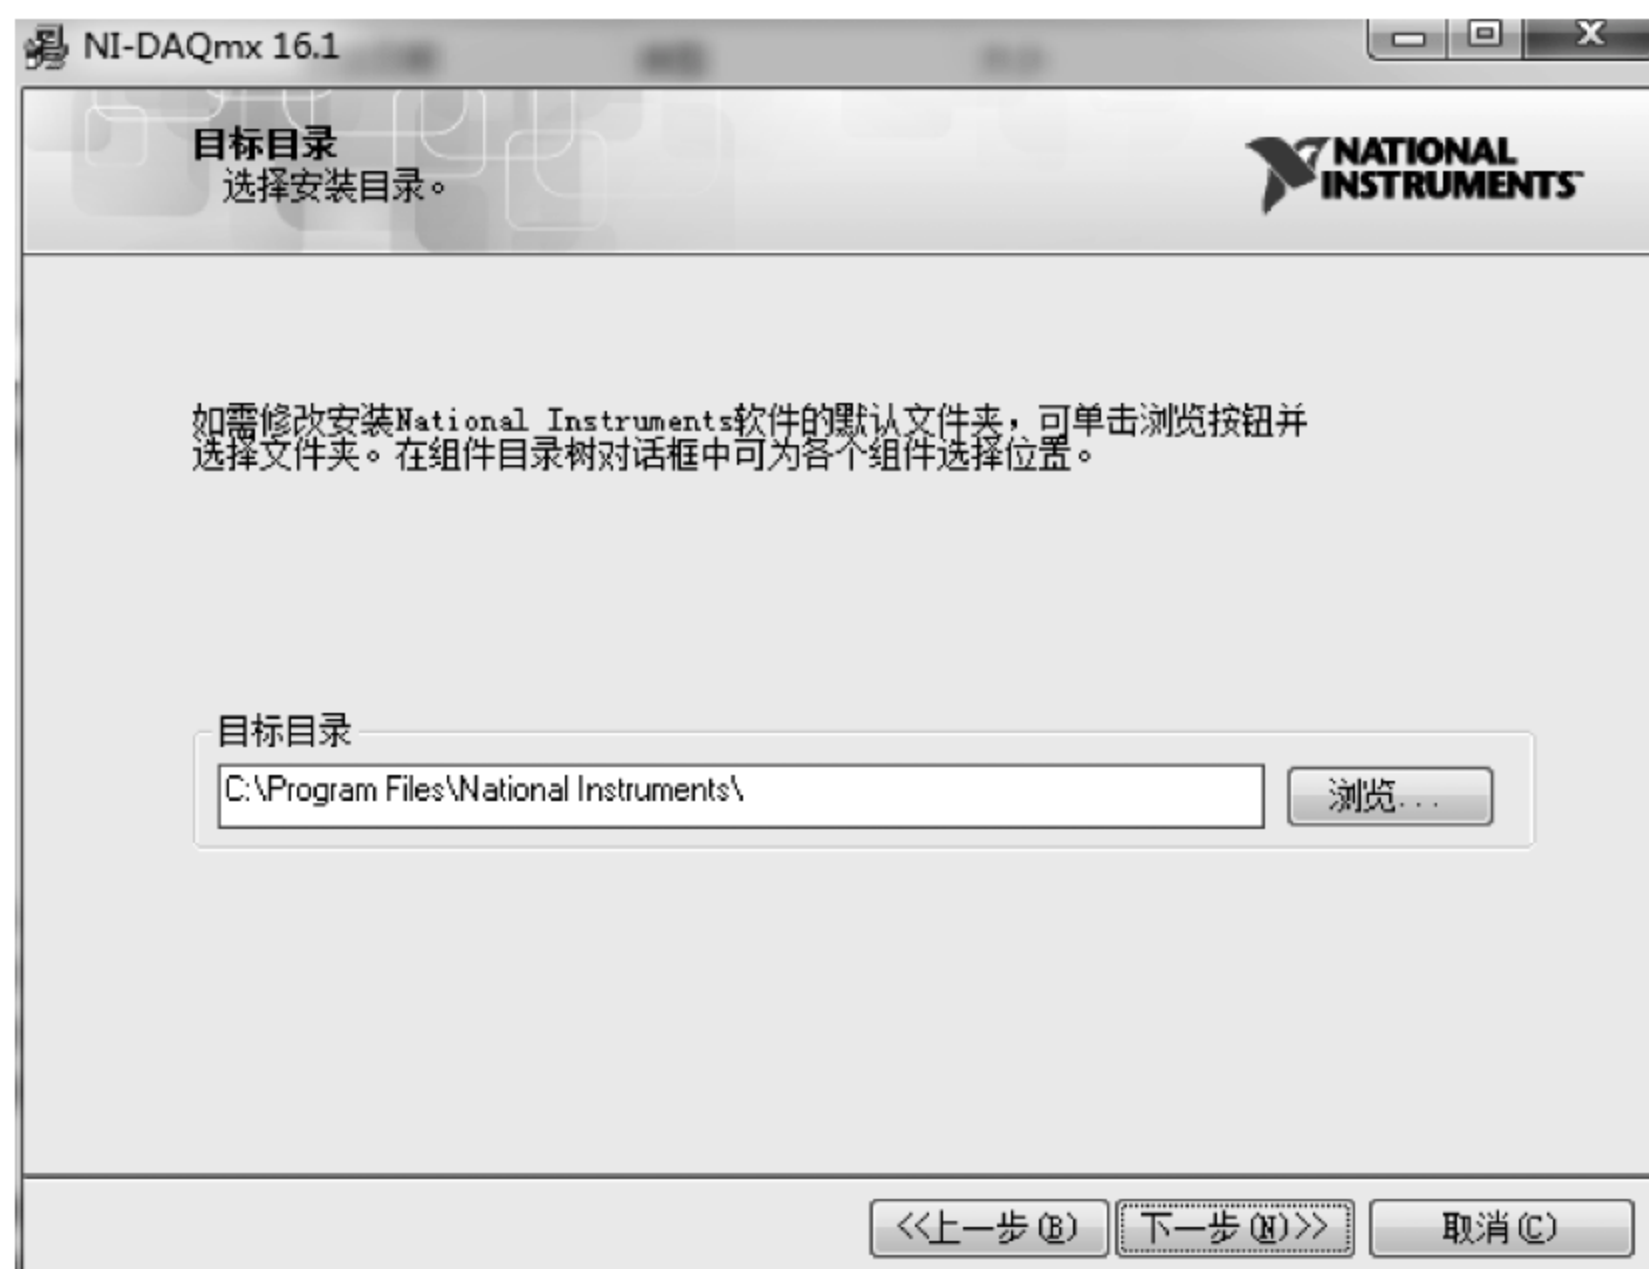 NI-DAQmx 16.1
目标目录
选择安装目录。
NATIONAL
INSTRUMENTS
如需修改安装National Instruments软件的默认文件夹，可单击浏览按钮并
选择文件夹。在组件目录树对话框中可为各个组件选择位置。
目标目录
C:\Program Files\National Instruments\
浏览...
<<上一步(B) 下一步(N)>> 取消(C)